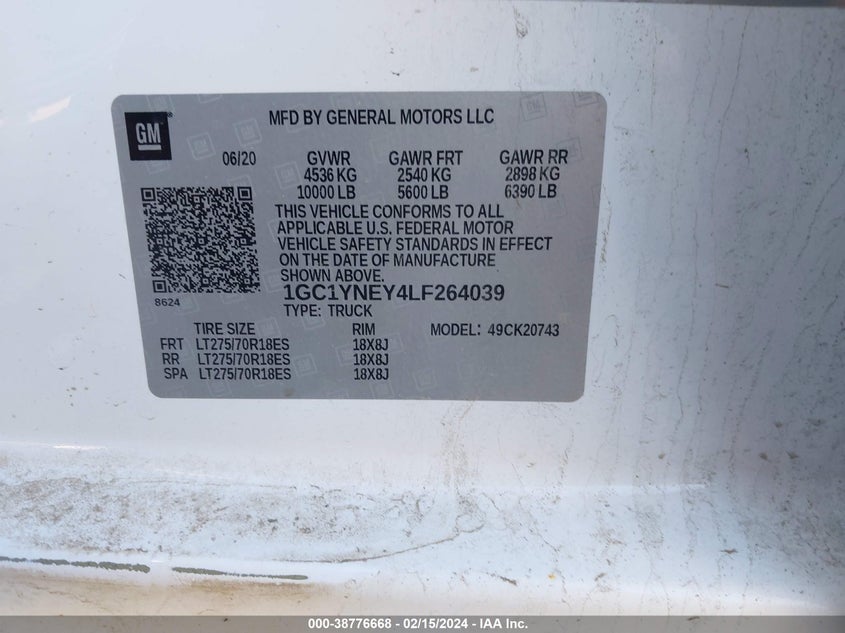 GM
MFD BY GENERAL MOTORS LLC
06/20 GVWR GAWR FRT GAWR RR
4536 KG 2540 KG 2898 KG
10000 LB 5600 LB 6390 LB
THIS VEHICLE CONFORMS TO ALL
APPLICABLE U.S. FEDERAL MOTOR
VEHICLE SAFETY STANDARDS IN EFFECT
ON THE DATE OF MANUFACTURE
SHOWN ABOVE.
8624
1GC1YNEY4LF264039
TYPE: TRUCK
TIRE SIZE RIM MODEL: 49CK20743
FRT LT275/70R18ES 18X8J
RR LT275/70R18ES 18X8J
SPA LT275/70R18ES 18X8J
000-38776668 - 02/15/2024 - IAA Inc.